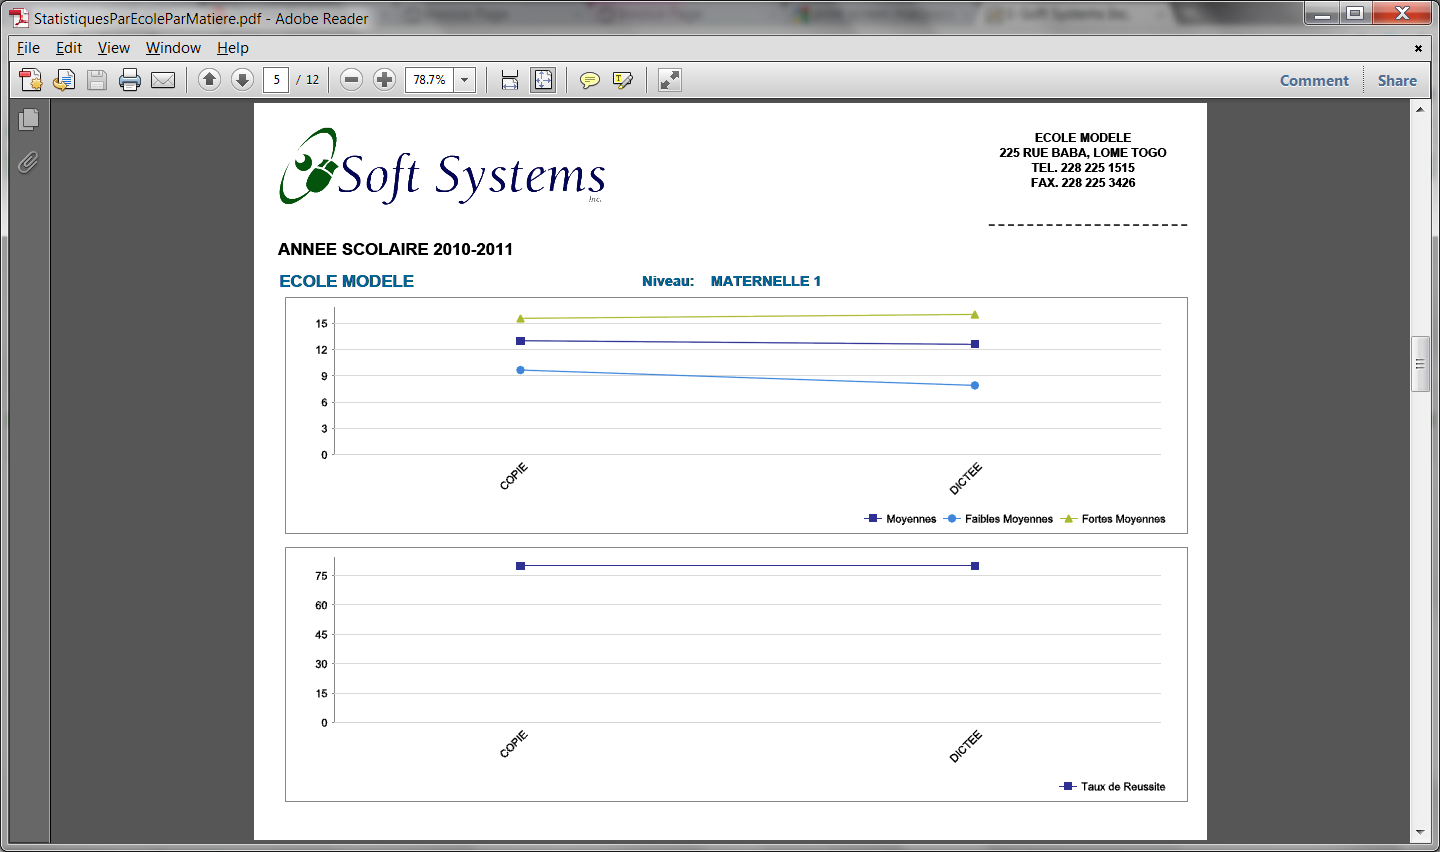 StatistiquesParEcoleParMatiere.pdf - Adobe Reader
File Edit View Window Help
5 / 12 78.7% Comment Share
Soft Systems
Inc.
ECOLE MODELE
225 RUE BABA, LOME TOGO
TEL. 228 225 1515
FAX. 228 225 3426
ANNEE SCOLAIRE 2010-2011
ECOLE MODELE Niveau: MATERNELLE 1
15
12
9
6
3
0
COPIE DICTEE
Moyennes Faibles Moyennes Fortes Moyennes
75
60
45
30
15
0
COPIE DICTEE
Taux de Reussite